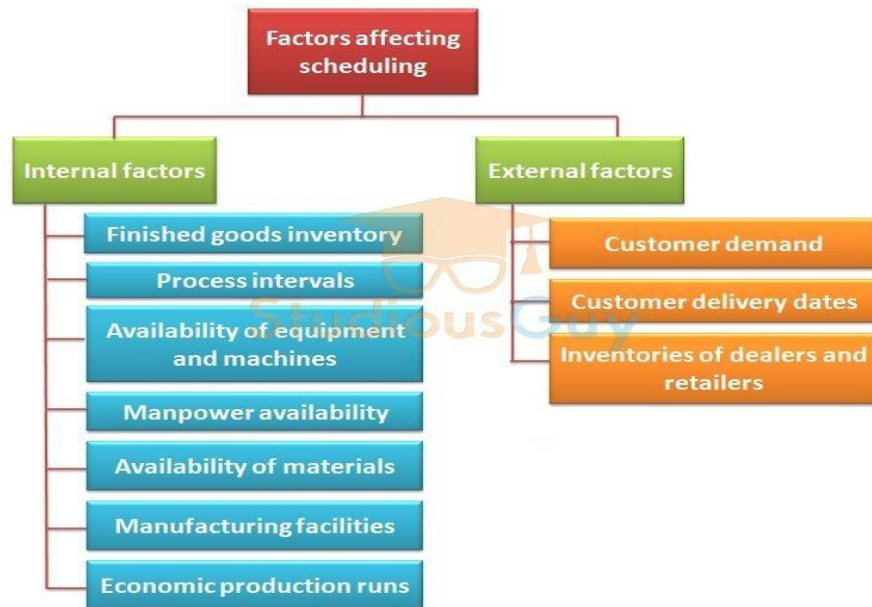 Factors affecting
scheduling
Internal factors
Finished goods inventory
Process intervals
Availability of equipment
and machines
Manpower availability
Availability of materials
Manufacturing facilities
Economic production runs
External factors
Customer demand
Customer delivery dates
Inventories of dealers and
retailers
StudiousGuy